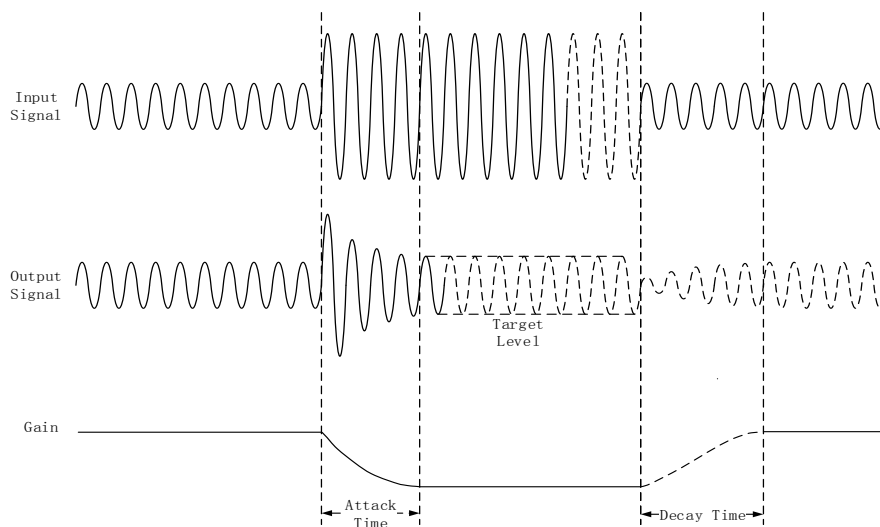 Input
Signal
Output
Signal
Target
Level
Gain
Attack
Time
Decay Time